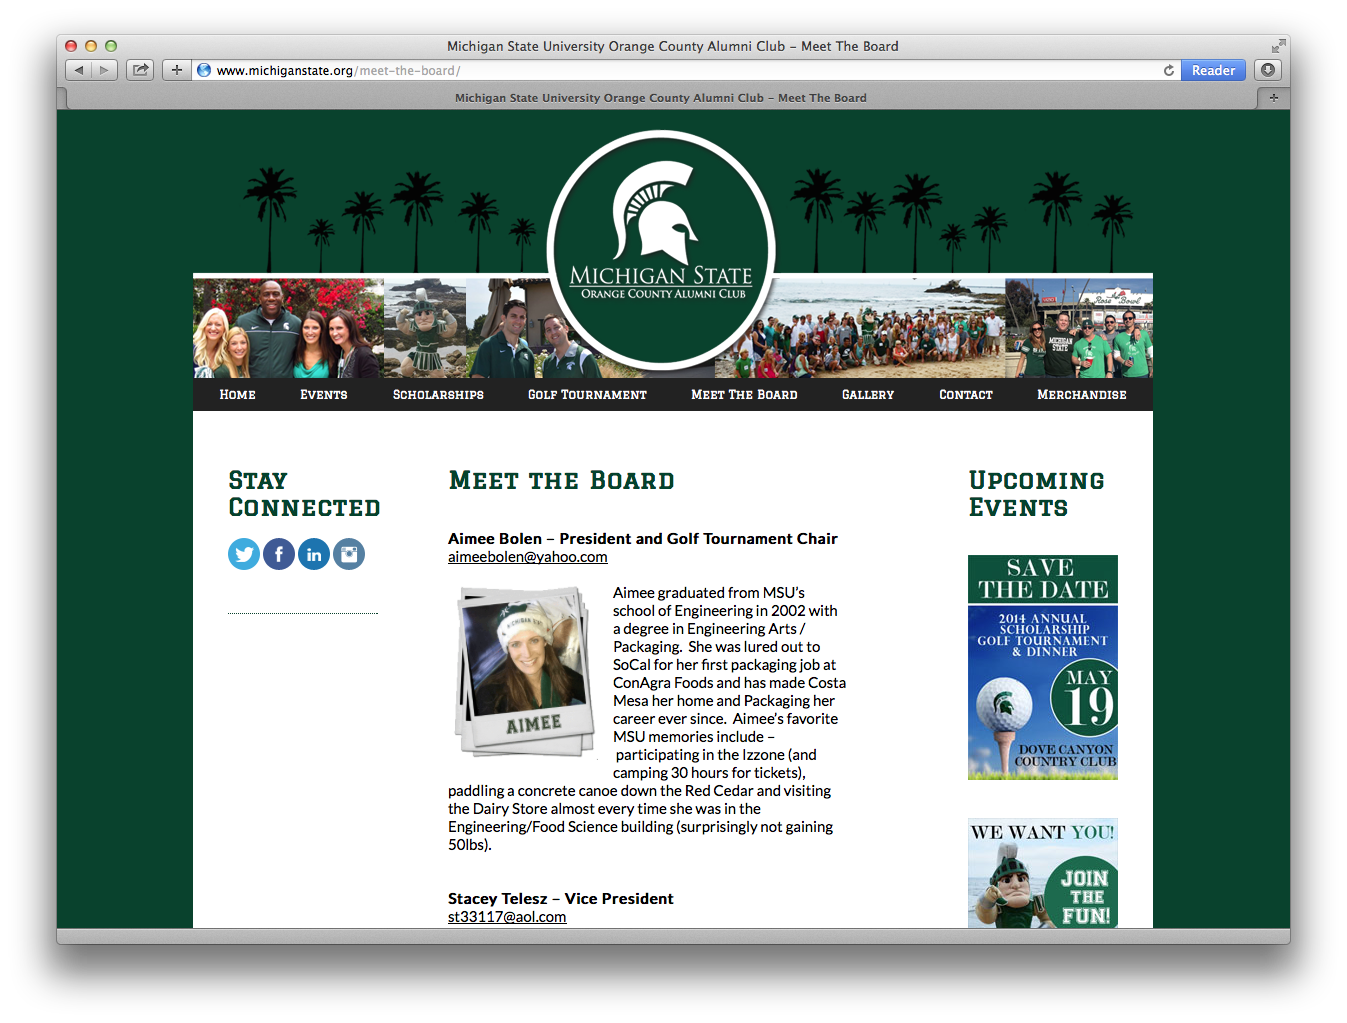 Michigan State University Orange County Alumni Club – Meet The Board
www.michiganstate.org/meet-the-board/
Reader
Michigan State University Orange County Alumni Club – Meet The Board
Michigan State
Orange County Alumni Club
Rose Bowl
MICHIGAN
STATE
Home
Events
Scholarships
Golf Tournament
Meet The Board
Gallery
Contact
Merchandise
Stay
Connected
Meet the Board
Aimee Bolen – President and Golf Tournament Chair
aimeebolen@yahoo.com
MICHIGAN STATE
AIMEE
Aimee graduated from MSU's
school of Engineering in 2002 with
a degree in Engineering Arts /
Packaging.  She was lured out to
SoCal for her first packaging job at
ConAgra Foods and has made Costa
Mesa her home and Packaging her
career ever since.  Aimee's favorite
MSU memories include –
participating in the Izzone (and
camping 30 hours for tickets),
paddling a concrete canoe down the Red Cedar and visiting
the Dairy Store almost every time she was in the
Engineering/Food Science building (surprisingly not gaining
50lbs).
Stacey Telesz – Vice President
st33117@aol.com
Upcoming
Events
SAVE
THE DATE
2014 ANNUAL
SCHOLARSHIP
GOLF TOURNAMENT
& DINNER
MAY
19
DOVE CANYON
COUNTRY CLUB
WE WANT YOU!
JOIN
THE
FUN!